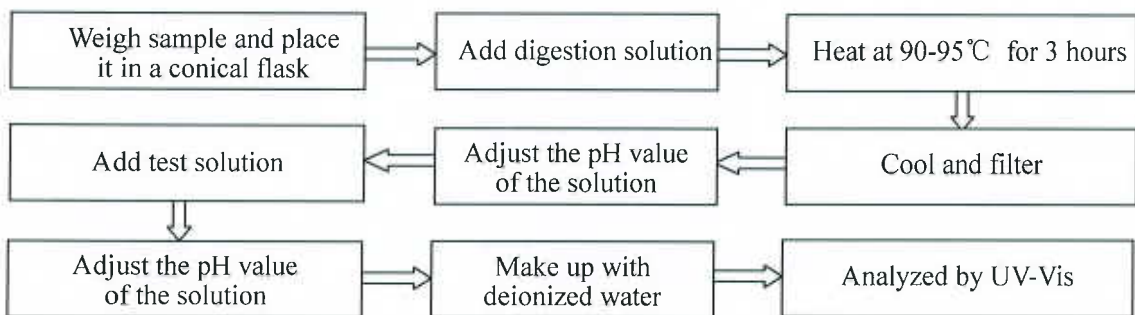 Weigh sample and place
it in a conical flask
Add digestion solution
Heat at 90-95℃ for 3 hours
Cool and filter
Adjust the pH value
of the solution
Add test solution
Adjust the pH value
of the solution
Make up with
deionized water
Analyzed by UV-Vis